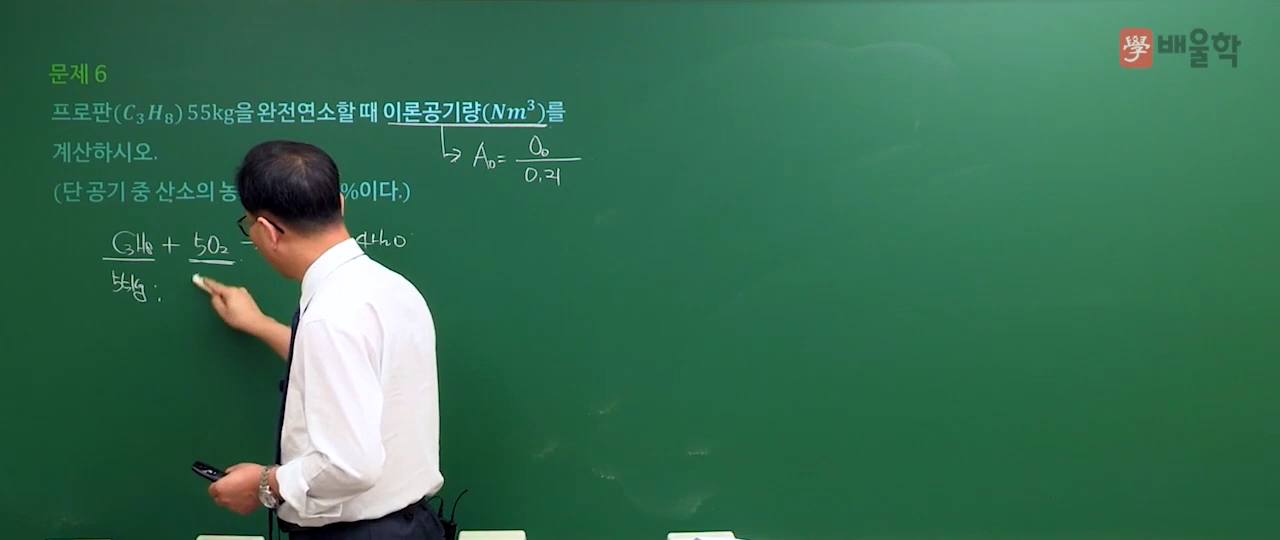 學 배울학
문제 6
프로판(C₃H₈) 55kg을 완전연소할 때 이론공기량(Nm³)를
계산하시오.
→ A₀ = O₀ / 0.21
(단 공기 중 산소의 %이다.)
C₃H₈ + 5O₂ 4H₂O
55kg :